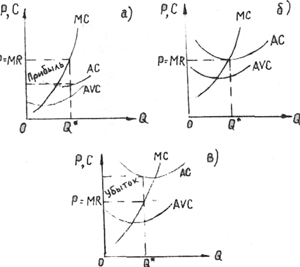 P, C MC а)
P=MR
Прибыль
AC
AVC
0 Q* Q
P, C MC б)
AC
P=MR
AVC
0 Q* Q
P, C MC в)
AC
Убыток
P=MR AVC
0 Q* Q